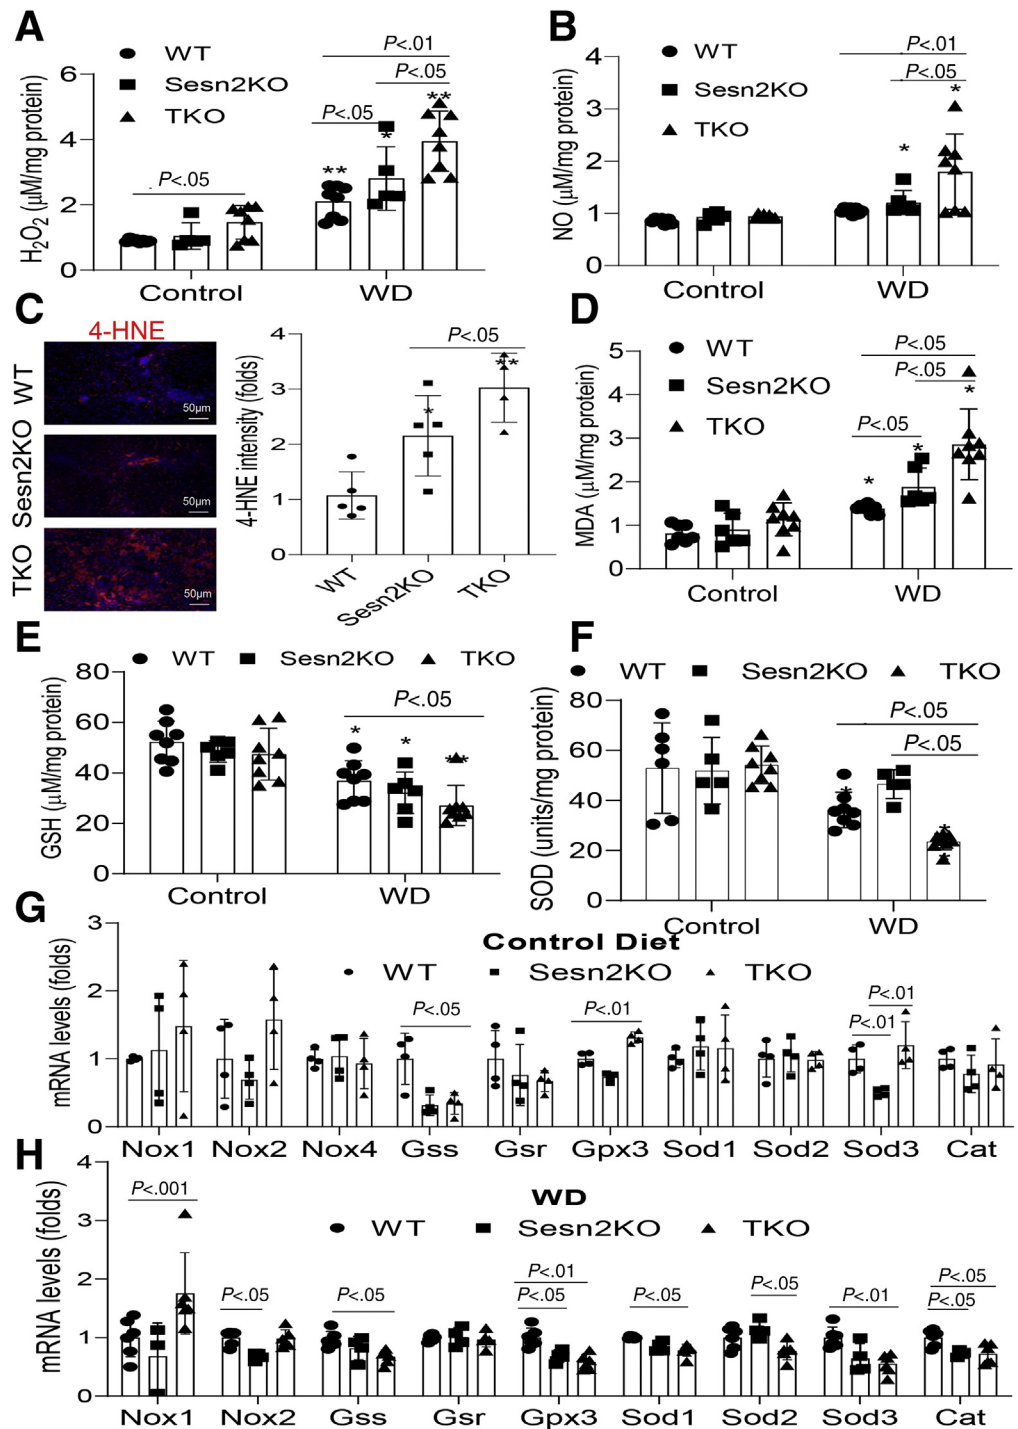 A
WT
Sesn2KO
TKO
P<.01
P<.05
P<.05
P<.05
**
*
**
H2O2 (μM/mg protein)
6
4
2
0
Control
WD
B
WT
Sesn2KO
TKO
P<.01
P<.05
*
*
NO (μM/mg protein)
4
3
2
1
0
Control
WD
C
4-HNE
WT
Sesn2KO
TKO
50μm
50μm
50μm
4-HNE intensity (folds)
4
3
2
1
0
P<.05
*
**
WT
Sesn2KO
TKO
D
WT
Sesn2KO
TKO
P<.05
P<.05
P<.05
*
*
*
MDA (μM/mg protein)
5
4
3
2
1
0
Control
WD
E
WT
Sesn2KO
TKO
P<.05
*
*
**
GSH (μM/mg protein)
80
60
40
20
0
Control
WD
F
WT
Sesn2KO
TKO
P<.05
P<.05
*
*
SOD (units/mg protein)
80
60
40
20
0
Control
WD
G
Control Diet
WT
Sesn2KO
TKO
P<.05
P<.01
P<.01
P<.01
mRNA levels (folds)
3
2
1
0
Nox1 Nox2 Nox4 Gss Gsr Gpx3 Sod1 Sod2 Sod3 Cat
H
WD
WT
Sesn2KO
TKO
P<.001
P<.05
P<.05
P<.01
P<.05
P<.05
P<.05
P<.01
P<.05
P<.05
mRNA levels (folds)
4
3
2
1
0
Nox1 Nox2 Gss Gsr Gpx3 Sod1 Sod2 Sod3 Cat